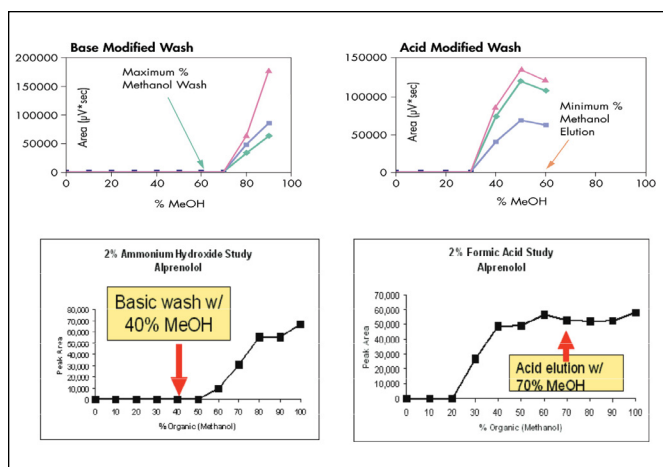 Base Modified Wash
200000
150000
100000
50000
0
Area (µV*sec)
Maximum %
Methanol Wash
0 20 40 60 80 100
% MeOH
Acid Modified Wash
150000
100000
50000
0
Area (µV*sec)
Minimum %
Methanol
Elution
0 20 40 60 80 100
% MeOH
2% Ammonium Hydroxide Study
Alprenolol
Basic wash w/
40% MeOH
80,000
70,000
60,000
50,000
40,000
30,000
20,000
10,000
0
Peak Area
0 10 20 30 40 50 60 70 80 90 100
% Organic (Methanol)
2% Formic Acid Study
Alprenolol
70,000
60,000
50,000
40,000
30,000
20,000
10,000
0
Peak Area
Acid elution w/
70% MeOH
0 10 20 30 40 50 60 70 80 90 100
% Organic (Methanol)